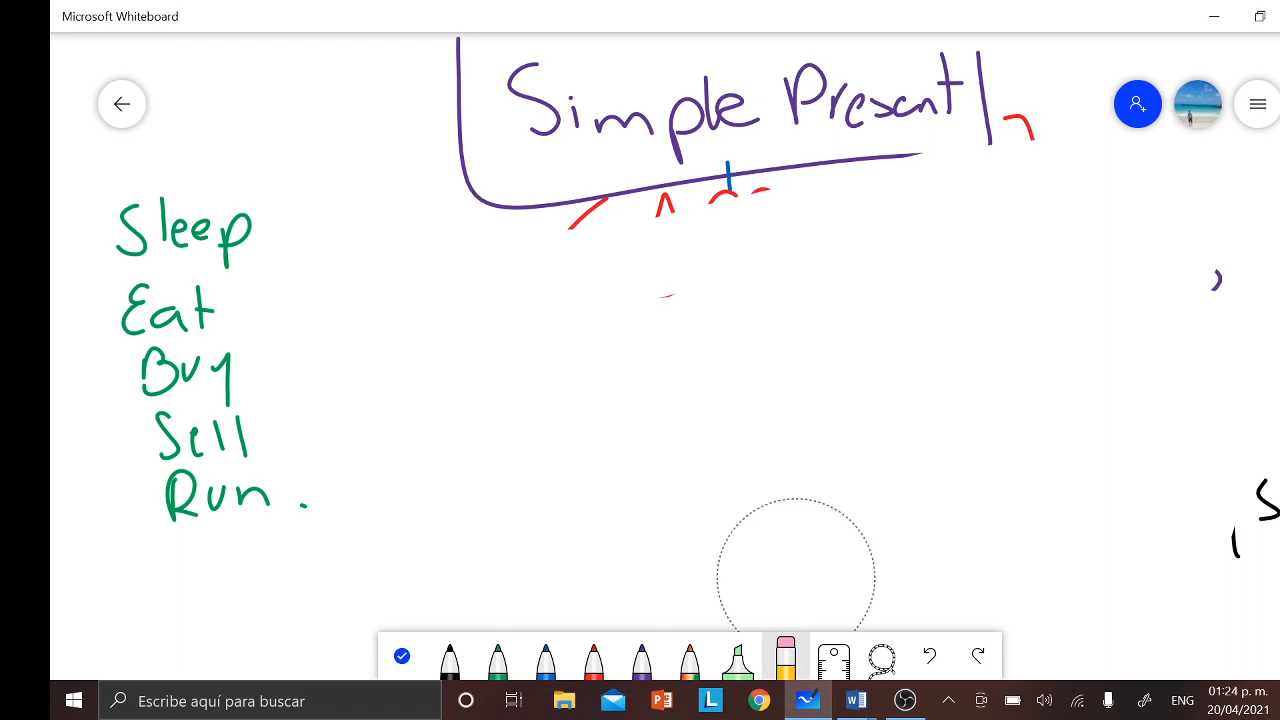 Microsoft Whiteboard
Simple Present
Sleep
Eat
Buy
Sell
Run .
S
Escribe aquí para buscar
L
ENG
01:24 p. m.
20/04/2021